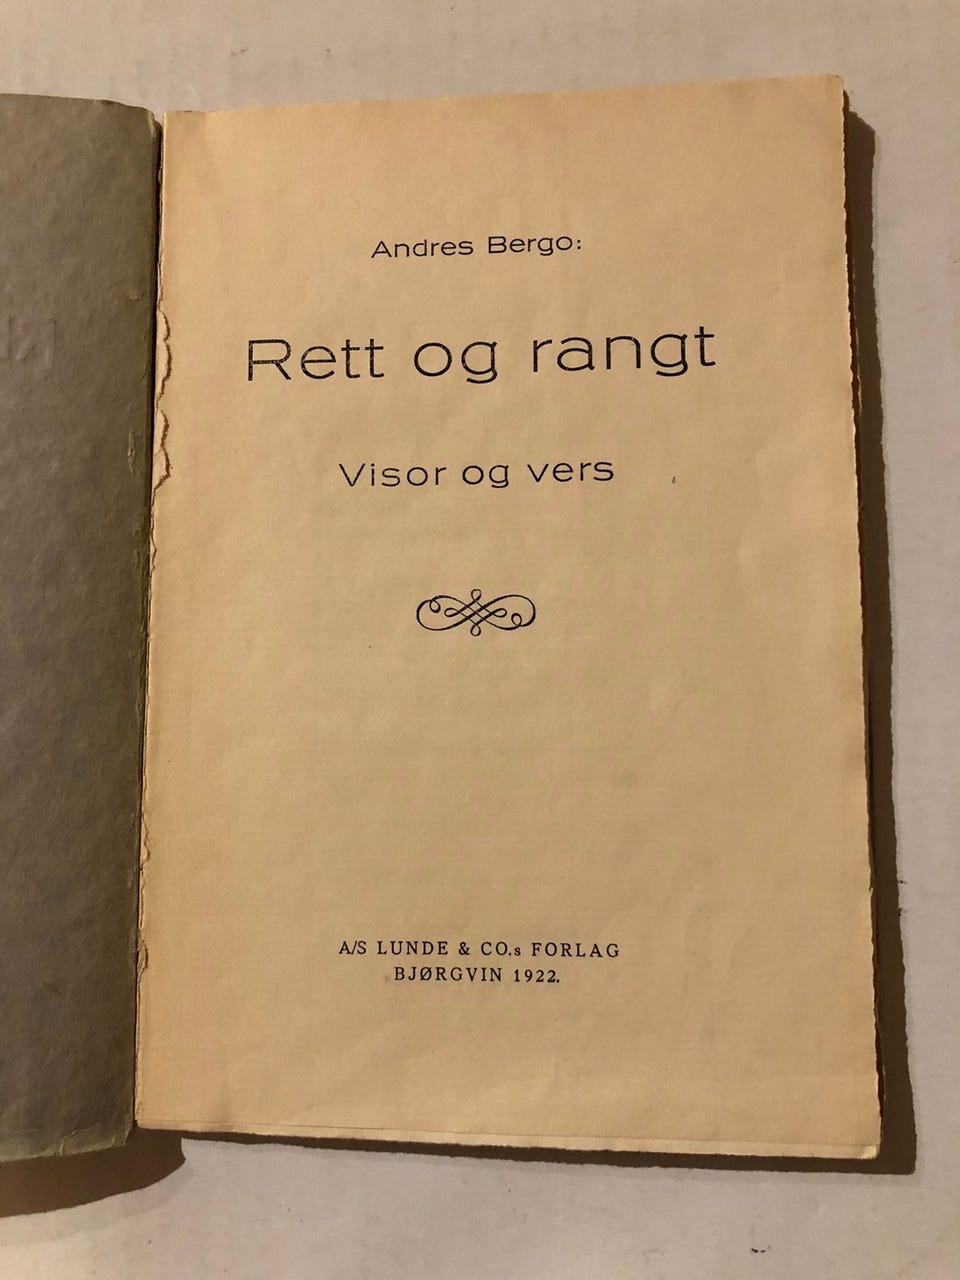 Andres Bergo:
Rett og rangt
Visor og vers
A/S LUNDE & CO.s FORLAG
BJØRGVIN 1922.